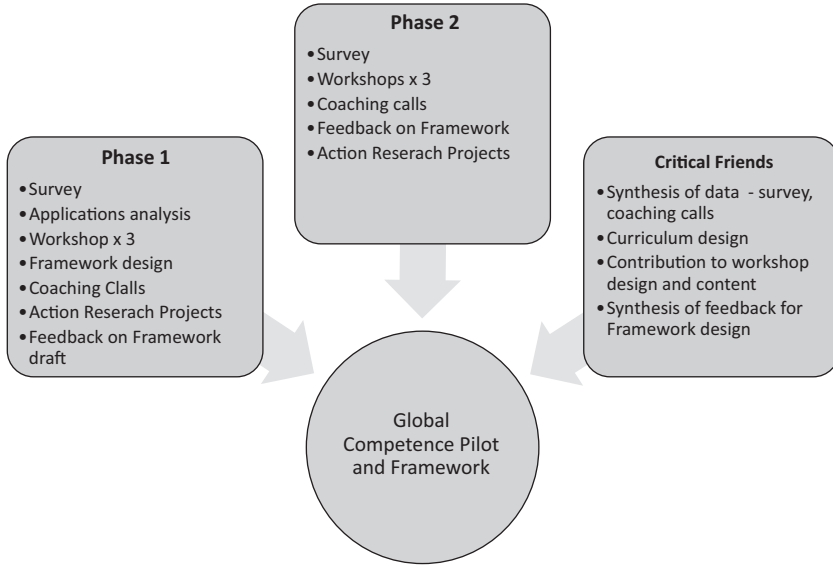 Phase 1
•Survey
•Applications analysis
•Workshop x 3
•Framework design
•Coaching Clalls
•Action Reserach Projects
•Feedback on Framework
draft
Phase 2
•Survey
•Workshops x 3
•Coaching calls
•Feedback on Framework
•Action Reserach Projects
Critical Friends
•Synthesis of data - survey,
coaching calls
•Curriculum design
•Contribution to workshop
design and content
•Synthesis of feedback for
Framework design
Global
Competence Pilot
and Framework